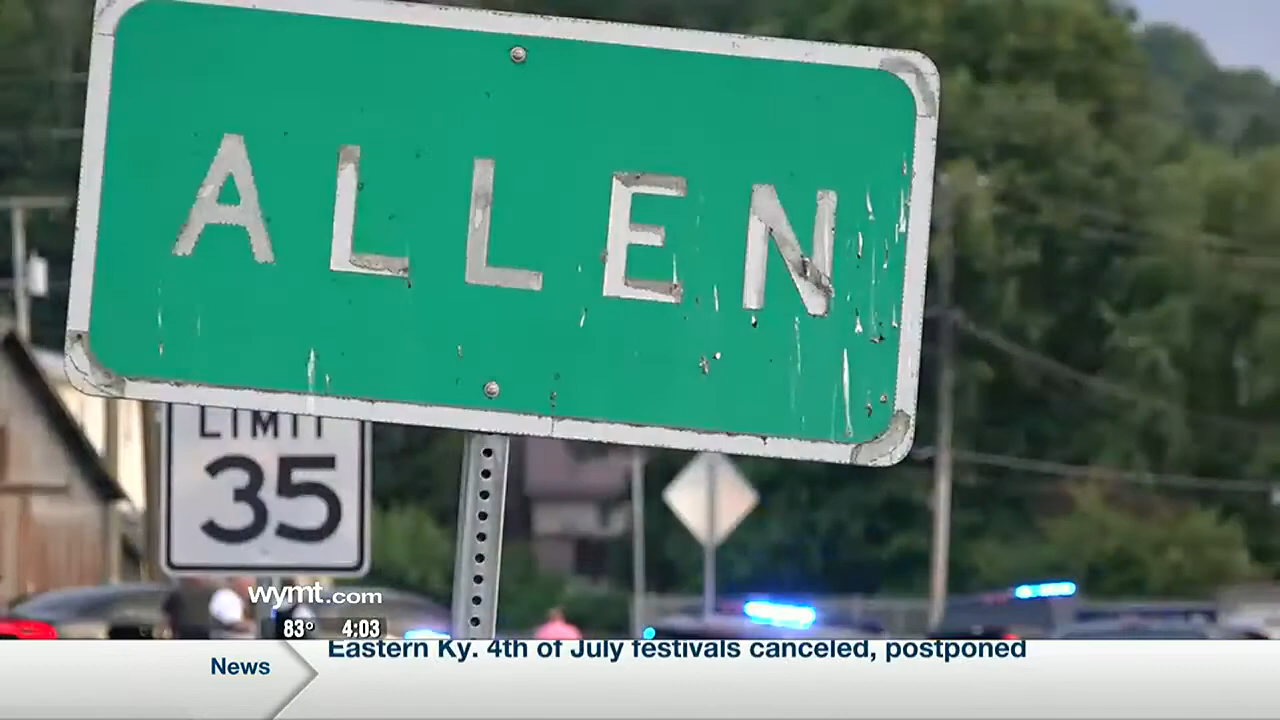 ALLEN
LIMIT
35
wymt.com
83° 4:03
News
Eastern Ky. 4th of July festivals canceled, postponed